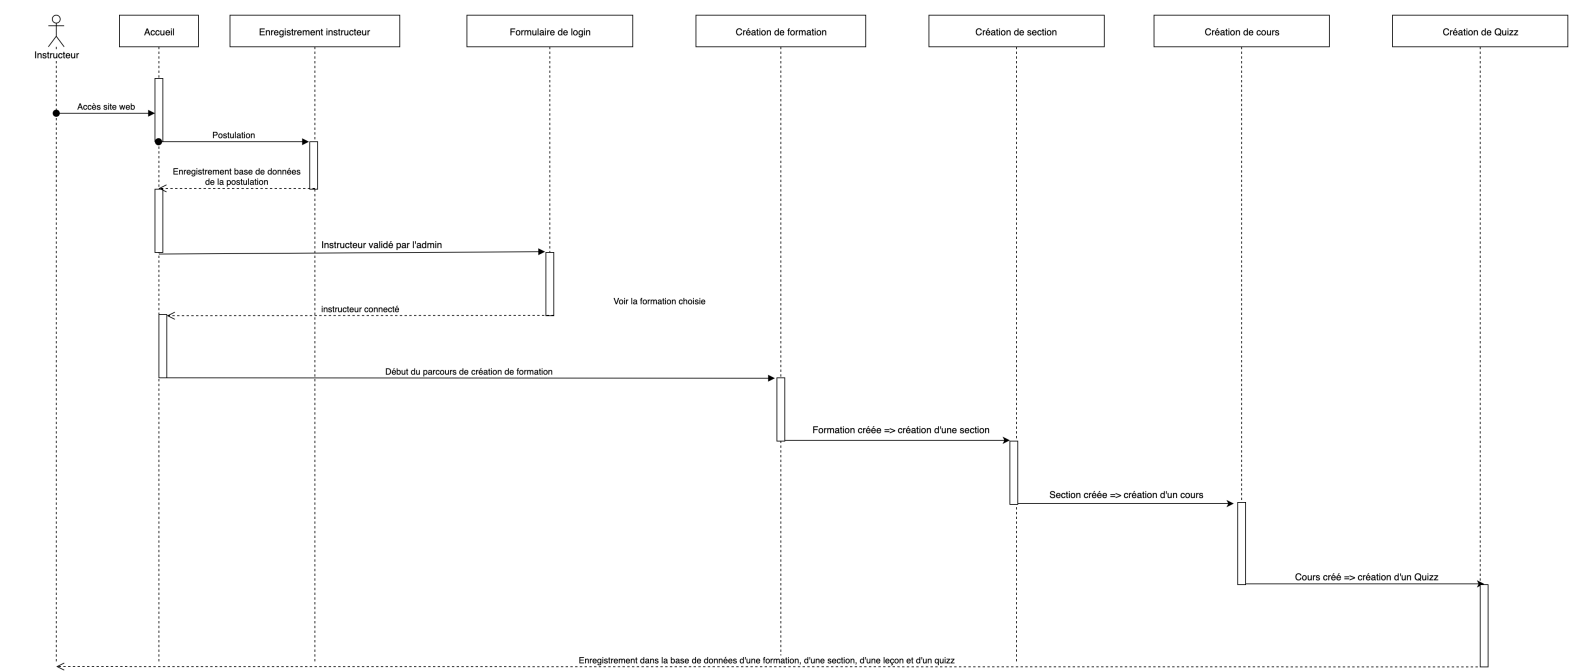 Instructeur
Accueil
Enregistrement instructeur
Formulaire de login
Création de formation
Création de section
Création de cours
Création de Quizz
Accès site web
Postulation
Enregistrement base de données
de la postulation
Instructeur validé par l'admin
Voir la formation choisie
instructeur connecté
Début du parcours de création de formation
Formation créée => création d'une section
Section créée => création d'un cours
Cours créé => création d'un Quizz
Enregistrement dans la base de données d'une formation, d'une section, d'une leçon et d'un quizz